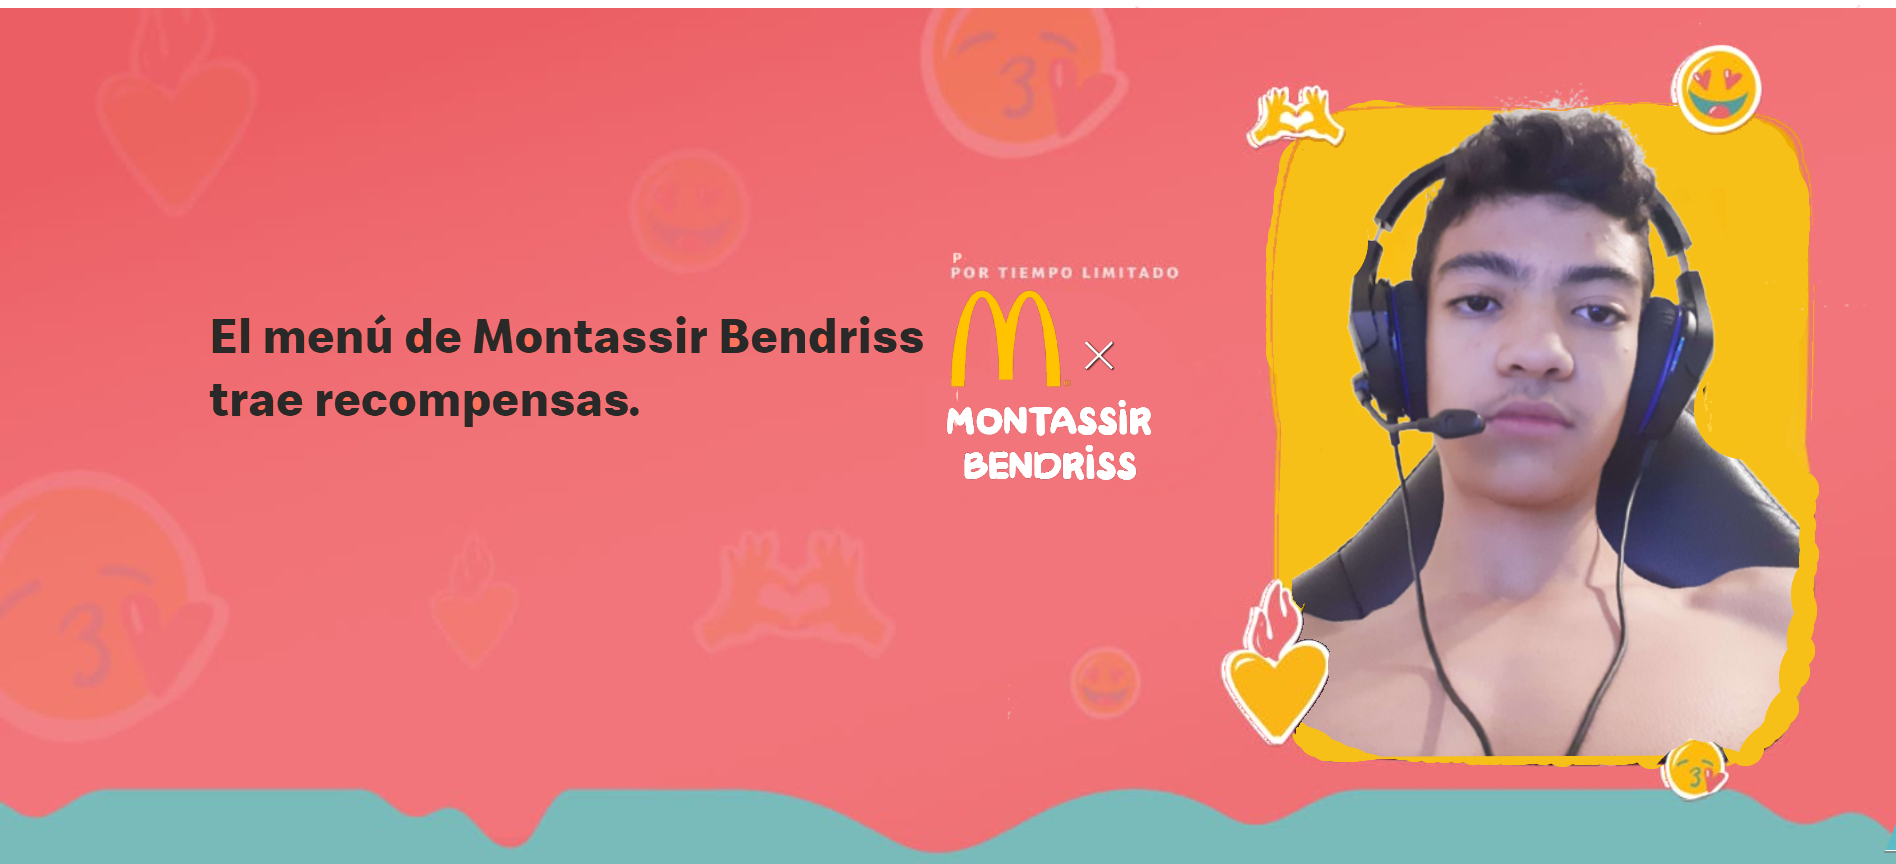 El menú de Montassir Bendriss
trae recompensas.
P
POR TIEMPO LIMITADO
M
×
MONTASSiR
BENDRiSS